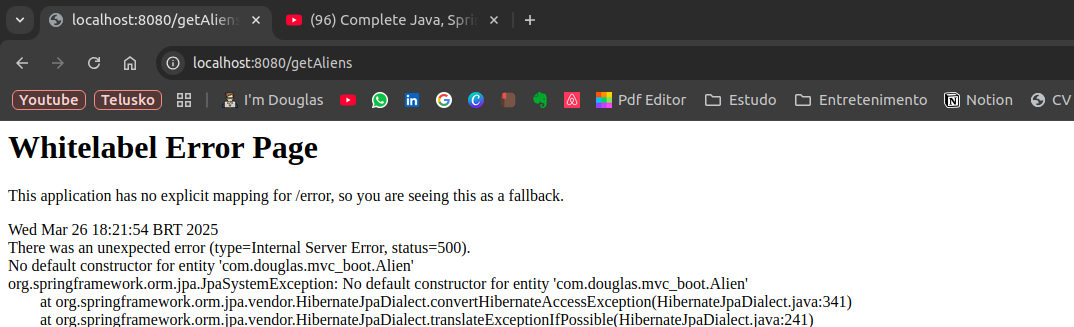 localhost:8080/getAliens
(96) Complete Java, Spri
localhost:8080/getAliens
Youtube Telusko I'm Douglas Pdf Editor Estudo Entretenimento Notion CV
Whitelabel Error Page
This application has no explicit mapping for /error, so you are seeing this as a fallback.
Wed Mar 26 18:21:54 BRT 2025
There was an unexpected error (type=Internal Server Error, status=500).
No default constructor for entity 'com.douglas.mvc_boot.Alien'
org.springframework.orm.jpa.JpaSystemException: No default constructor for entity 'com.douglas.mvc_boot.Alien'
at org.springframework.orm.jpa.vendor.HibernateJpaDialect.convertHibernateAccessException(HibernateJpaDialect.java:341)
at org.springframework.orm.jpa.vendor.HibernateJpaDialect.translateExceptionIfPossible(HibernateJpaDialect.java:241)